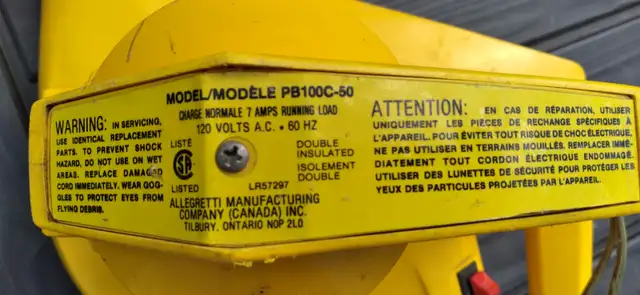 MODEL/MODÈLE PB100C-50
CHARGE NORMALE 7 AMPS RUNNING LOAD
120 VOLTS A.C. • 60 HZ
WARNING: IN SERVICING,
USE IDENTICAL REPLACEMENT
PARTS. TO PREVENT SHOCK
HAZARD, DO NOT USE ON WET
AREAS. REPLACE DAMAGED
CORD IMMEDIATELY. WEAR GOG-
GLES TO PROTECT EYES FROM
FLYING DEBRIS.
LISTÉ
SA
LISTED
DOUBLE
INSULATED
ISOLEMENT
DOUBLE
LR57297
ALLEGRETTI MANUFACTURING
COMPANY (CANADA) INC.
TILBURY, ONTARIO NOP 2LO
ATTENTION: EN CAS DE RÉPARATION, UTILISER
UNIQUEMENT LES PIÈCES DE RECHANGE SPÉCIFIQUES À
L'APPAREIL. POUR ÉVITER TOUT RISQUE DE CHOC ÉLECTRIQUE,
NE PAS UTILISER EN TERRAINS MOUILLÉS. REMPLACER IMMÉ-
DIATEMENT TOUT CORDON ÉLECTRIQUE ENDOMMAGÉ.
UTILISER DES LUNETTES DE SÉCURITÉ POUR PROTÉGER LES
YEUX DES PARTICULES PROJETÉES PAR L'APPAREIL.